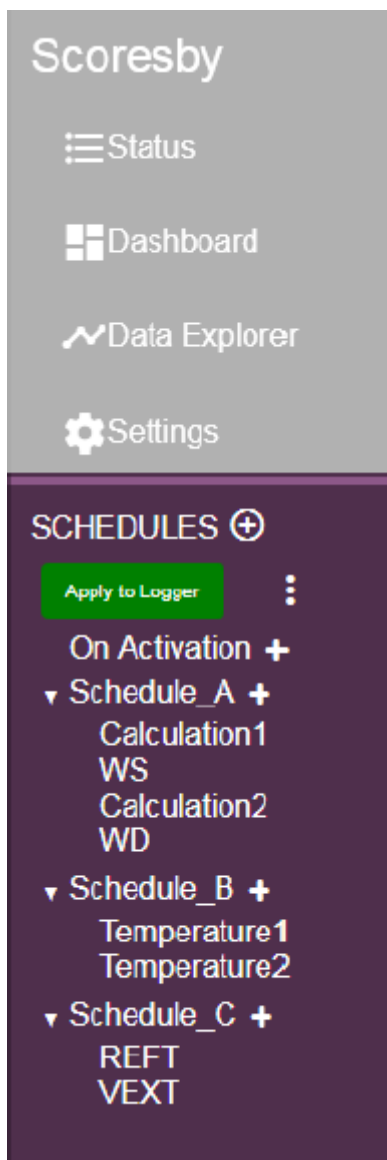 Scoresby
Status
Dashboard
Data Explorer
Settings
SCHEDULES
Apply to Logger
On Activation +
Schedule_A +
Calculation1
WS
Calculation2
WD
Schedule_B +
Temperature1
Temperature2
Schedule_C +
REFT
VEXT